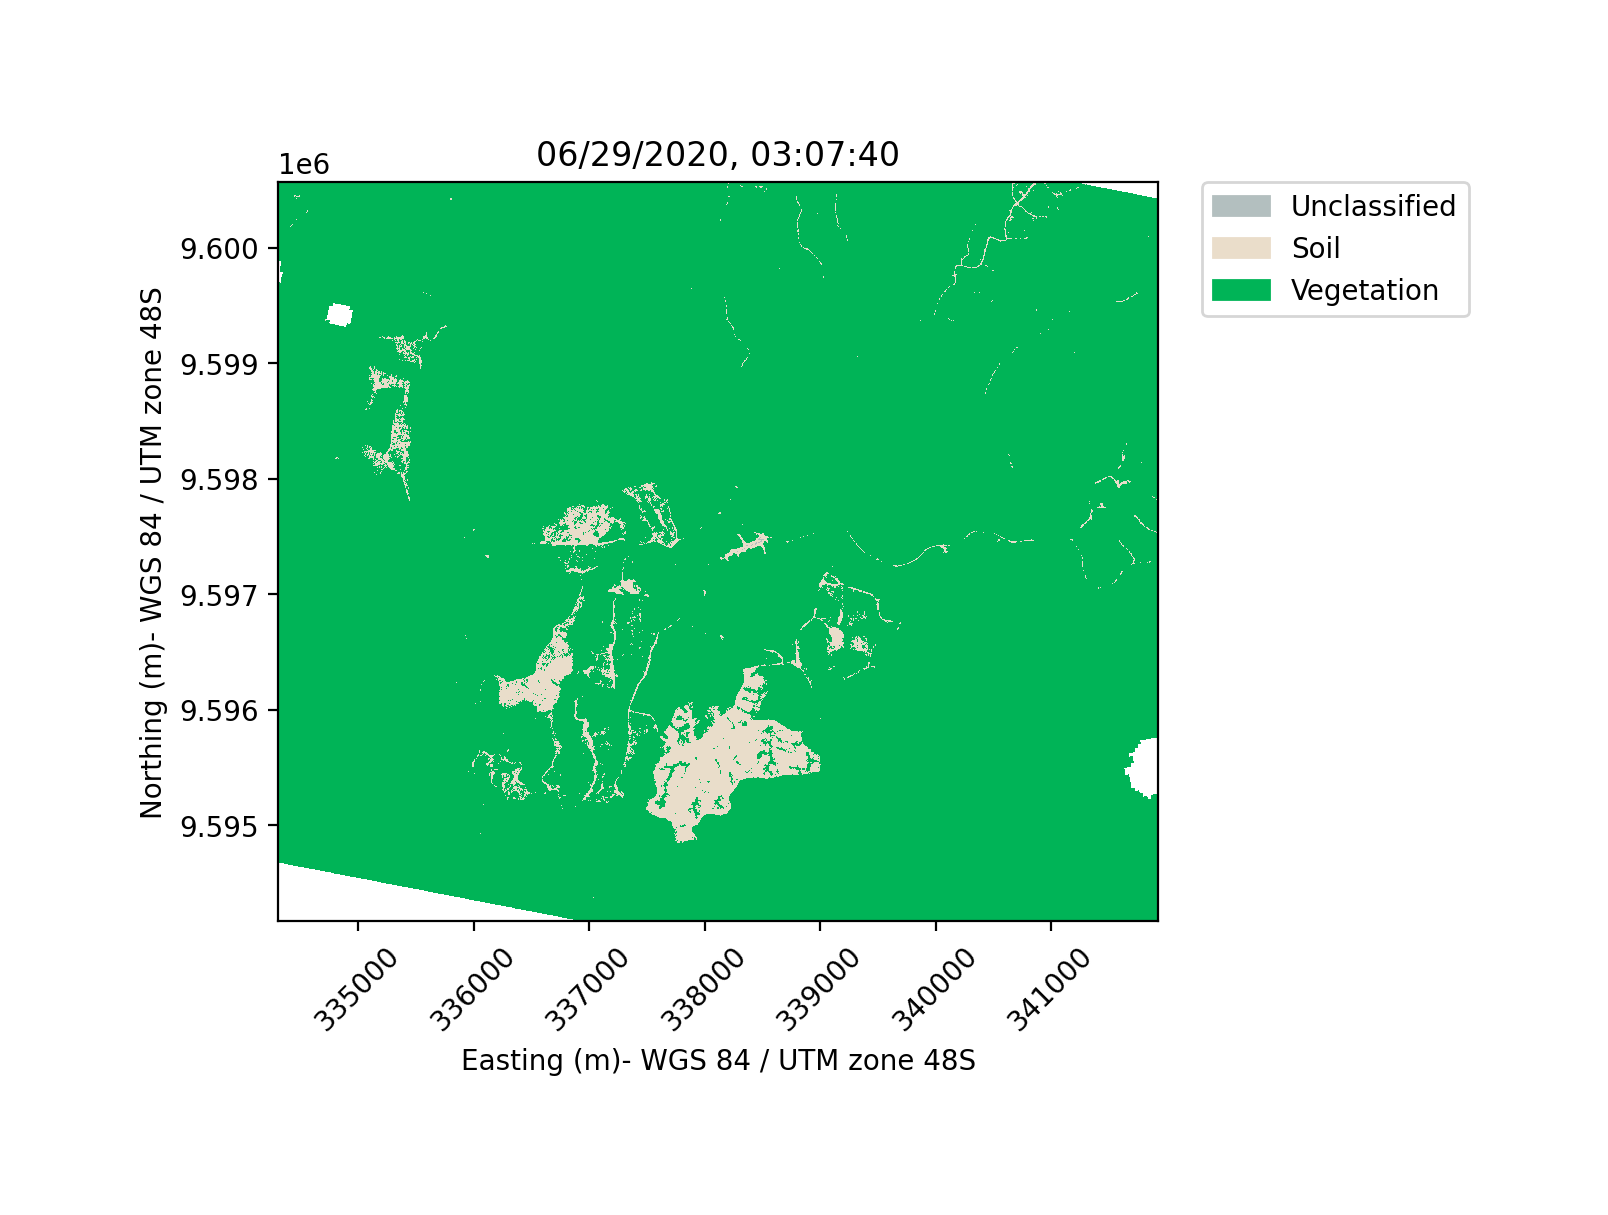 06/29/2020, 03:07:40
1e6
Unclassified
Soil
Vegetation
9.600
9.599
9.598
9.597
9.596
9.595
Northing (m)- WGS 84 / UTM zone 48S
335000
336000
337000
338000
339000
340000
341000
Easting (m)- WGS 84 / UTM zone 48S